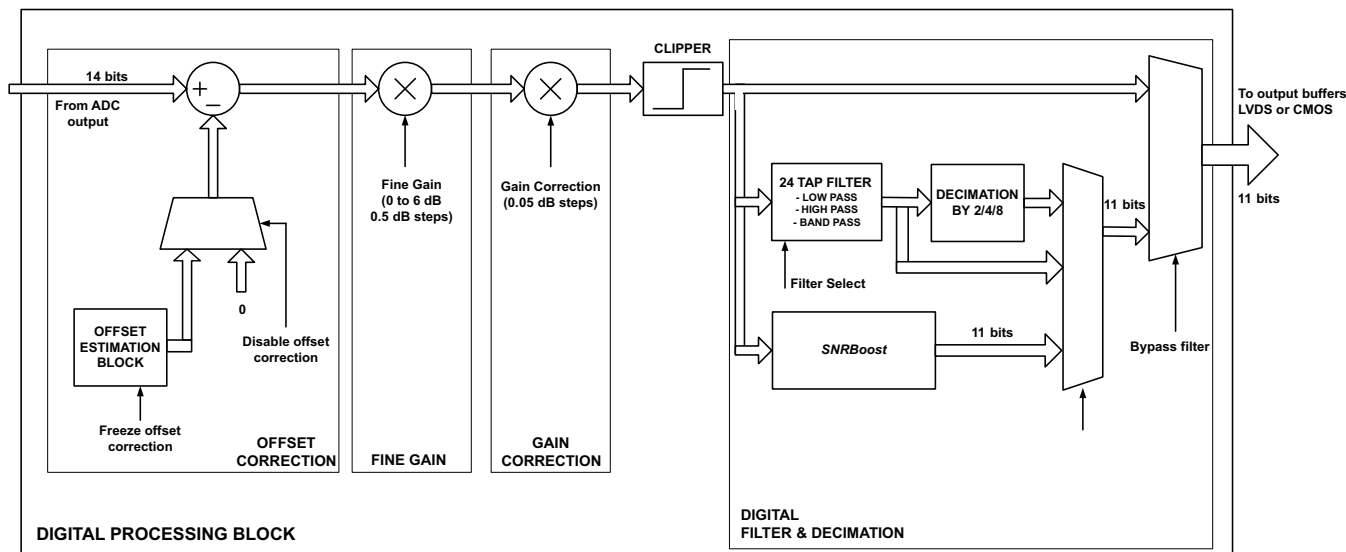 CLIPPER
14 bits
From ADC
output
+
–
Fine Gain
(0 to 6 dB
0.5 dB steps)
Gain Correction
(0.05 dB steps)
24 TAP FILTER
- LOW PASS
- HIGH PASS
- BAND PASS
DECIMATION
BY 2/4/8
11 bits
To output buffers
LVDS or CMOS
11 bits
Filter Select
0
OFFSET
ESTIMATION
BLOCK
Disable offset
correction
SNRBoost
11 bits
Bypass filter
Freeze offset
correction
OFFSET
CORRECTION
FINE GAIN
GAIN
CORRECTION
DIGITAL PROCESSING BLOCK
DIGITAL
FILTER & DECIMATION